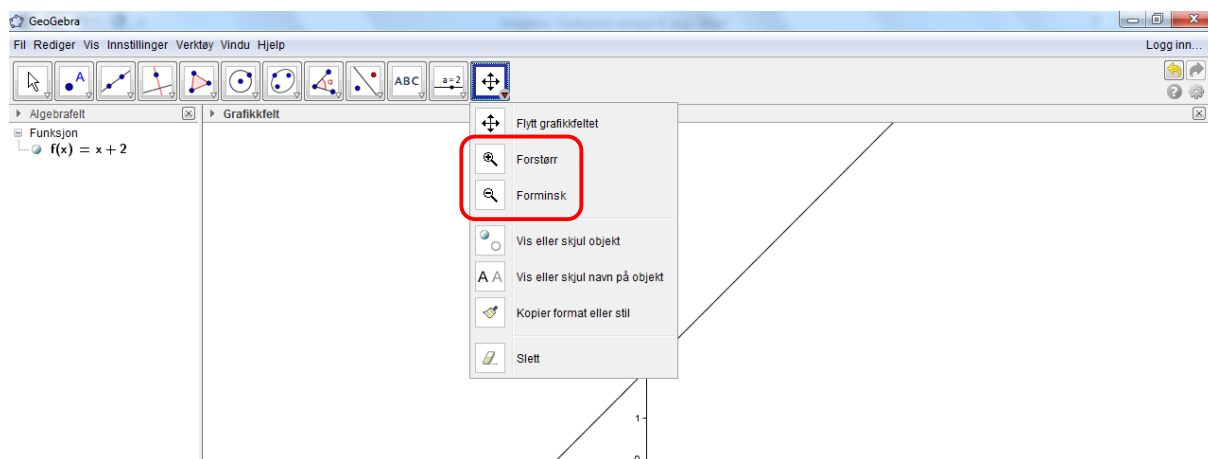 GeoGebra
Fil Rediger Vis Innstillinger Verktøy Vindu Hjelp
Logg inn...
A
α
ABC
a=2
Algebrafelt
Grafikkfelt
Funksjon
f(x) = x + 2
Flytt grafikkfeltet
Forstørr
Forminsk
Vis eller skjul objekt
A A Vis eller skjul navn på objekt
Kopier format eller stil
Slett
1